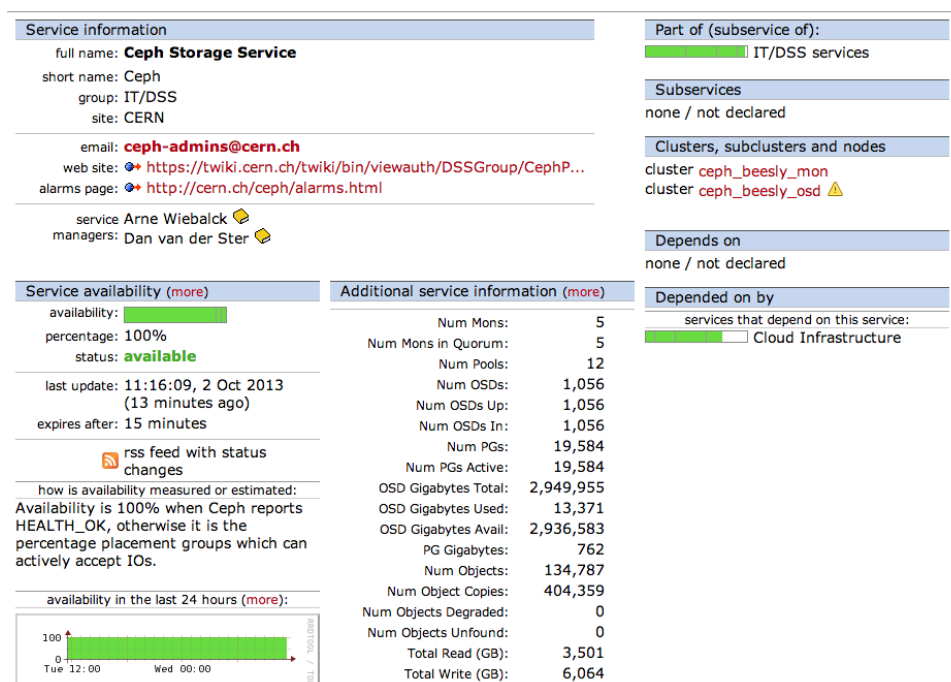 Service information
full name: Ceph Storage Service
short name: Ceph
group: IT/DSS
site: CERN
email: ceph-admins@cern.ch
web site: https://twiki.cern.ch/twiki/bin/viewauth/DSSGroup/CephP...
alarms page: http://cern.ch/ceph/alarms.html
service managers: Arne Wiebalck
Dan van der Ster
Part of (subservice of):
IT/DSS services
Subservices
none / not declared
Clusters, subclusters and nodes
cluster ceph_beesly_mon
cluster ceph_beesly_osd
Depends on
none / not declared
Depended on by
services that depend on this service:
Cloud Infrastructure
Service availability (more)
availability:
percentage: 100%
status: available
last update: 11:16:09, 2 Oct 2013
(13 minutes ago)
expires after: 15 minutes
rss feed with status
changes
how is availability measured or estimated:
Availability is 100% when Ceph reports
HEALTH_OK, otherwise it is the
percentage placement groups which can
actively accept IOs.
availability in the last 24 hours (more):
100
0
Tue 12:00 Wed 00:00
RRDTOOL / TO
Additional service information (more)
Num Mons: 5
Num Mons in Quorum: 5
Num Pools: 12
Num OSDs: 1,056
Num OSDs Up: 1,056
Num OSDs In: 1,056
Num PGs: 19,584
Num PGs Active: 19,584
OSD Gigabytes Total: 2,949,955
OSD Gigabytes Used: 13,371
OSD Gigabytes Avail: 2,936,583
PG Gigabytes: 762
Num Objects: 134,787
Num Object Copies: 404,359
Num Objects Degraded: 0
Num Objects Unfound: 0
Total Read (GB): 3,501
Total Write (GB): 6,064